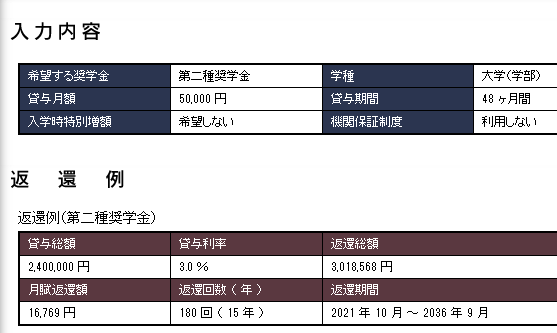 入力内容
希望する奨学金 第二種奨学金 学種 大学(学部)
貸与月額 50,000 円 貸与期間 48 ヶ月間
入学時特別増額 希望しない 機関保証制度 利用しない
返 還 例
返還例(第二種奨学金)
貸与総額 貸与利率 返還総額
2,400,000 円 3.0 % 3,018,568 円
月賦返還額 返還回数 ( 年 ) 返還期間
16,769 円 180 回 ( 15 年 ) 2021 年 10 月 ～ 2036 年 9 月